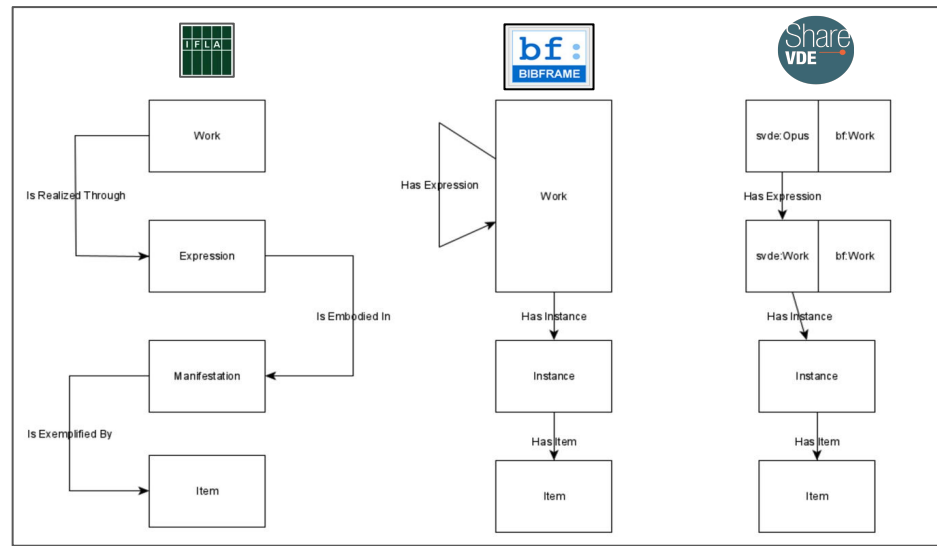 IFLA
Work
Is Realized Through
Expression
Is Embodied In
Manifestation
Is Exemplified By
Item
bf:
BIBFRAME
Has Expression
Work
Has Instance
Instance
Has Item
Item
Share
VDE
svde:Opus bf:Work
Has Expression
svde:Work bf:Work
Has Instance
Instance
Has Item
Item